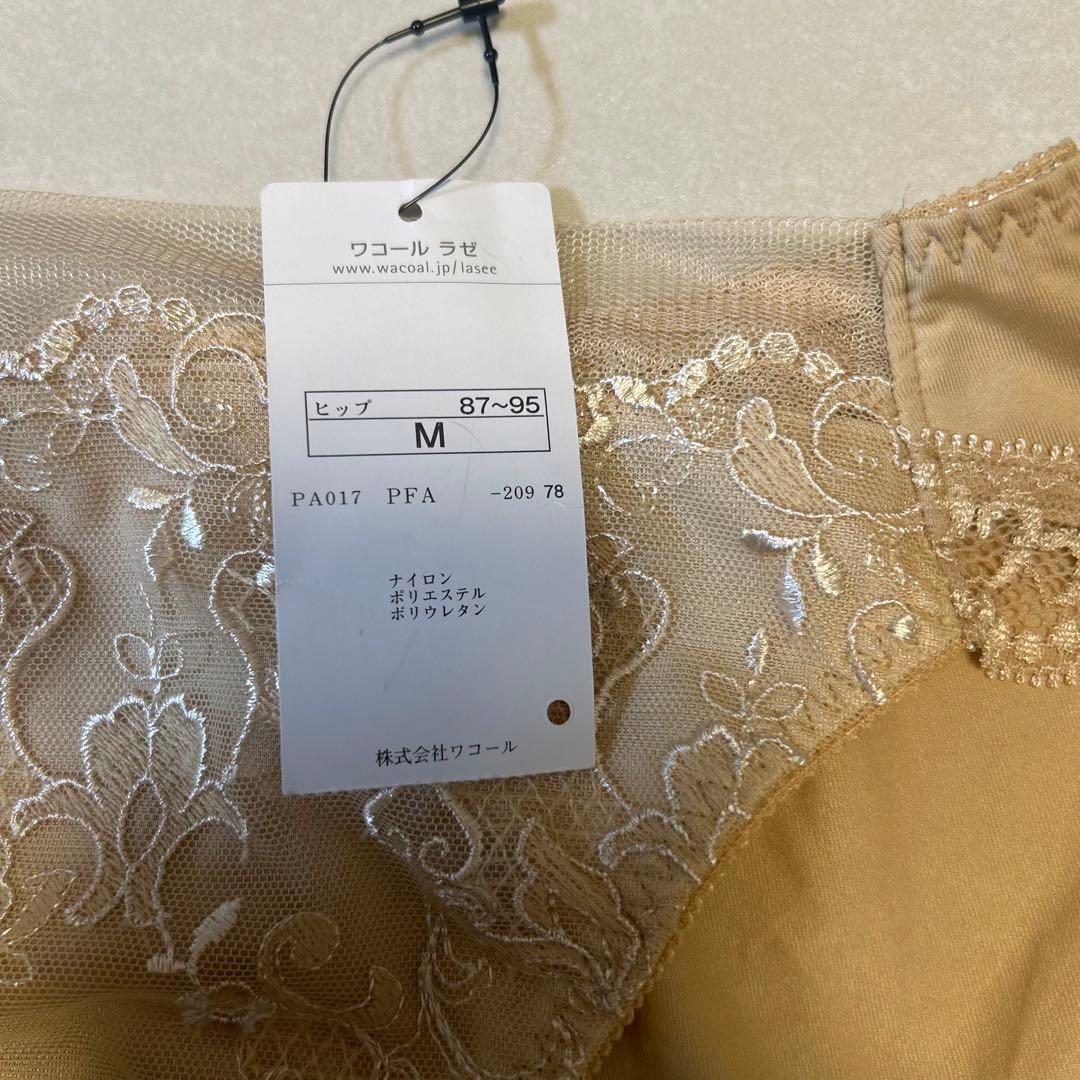 ワコール ラゼ
www.wacoal.jp/lasee
ヒップ 87~95
M
PA017 PFA -209 78
ナイロン
ポリエステル
ポリウレタン
株式会社ワコール